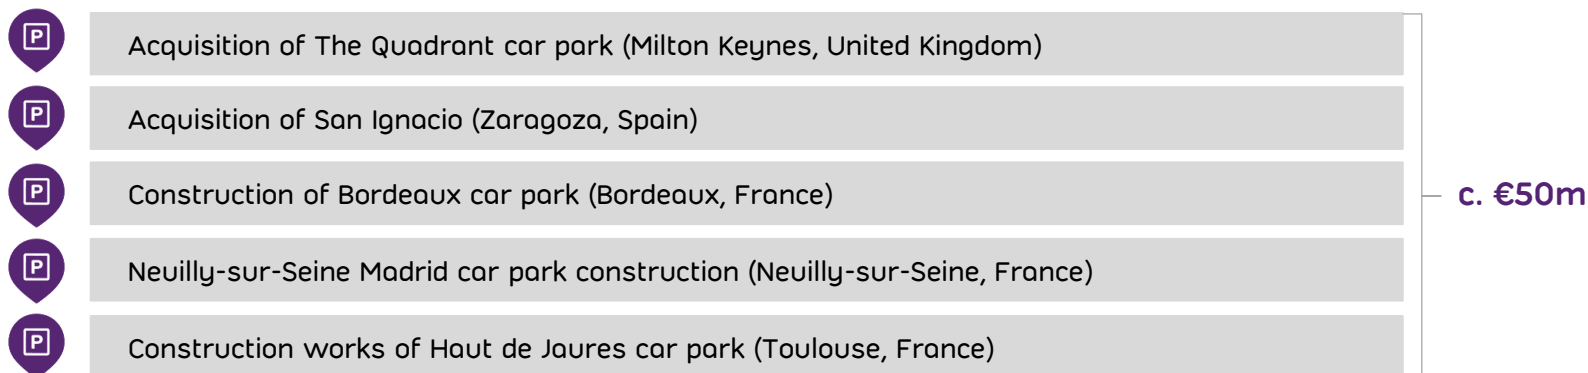 P Acquisition of The Quadrant car park (Milton Keynes, United Kingdom)
P Acquisition of San Ignacio (Zaragoza, Spain)
P Construction of Bordeaux car park (Bordeaux, France)
c. €50m
P Neuilly-sur-Seine Madrid car park construction (Neuilly-sur-Seine, France)
P Construction works of Haut de Jaures car park (Toulouse, France)